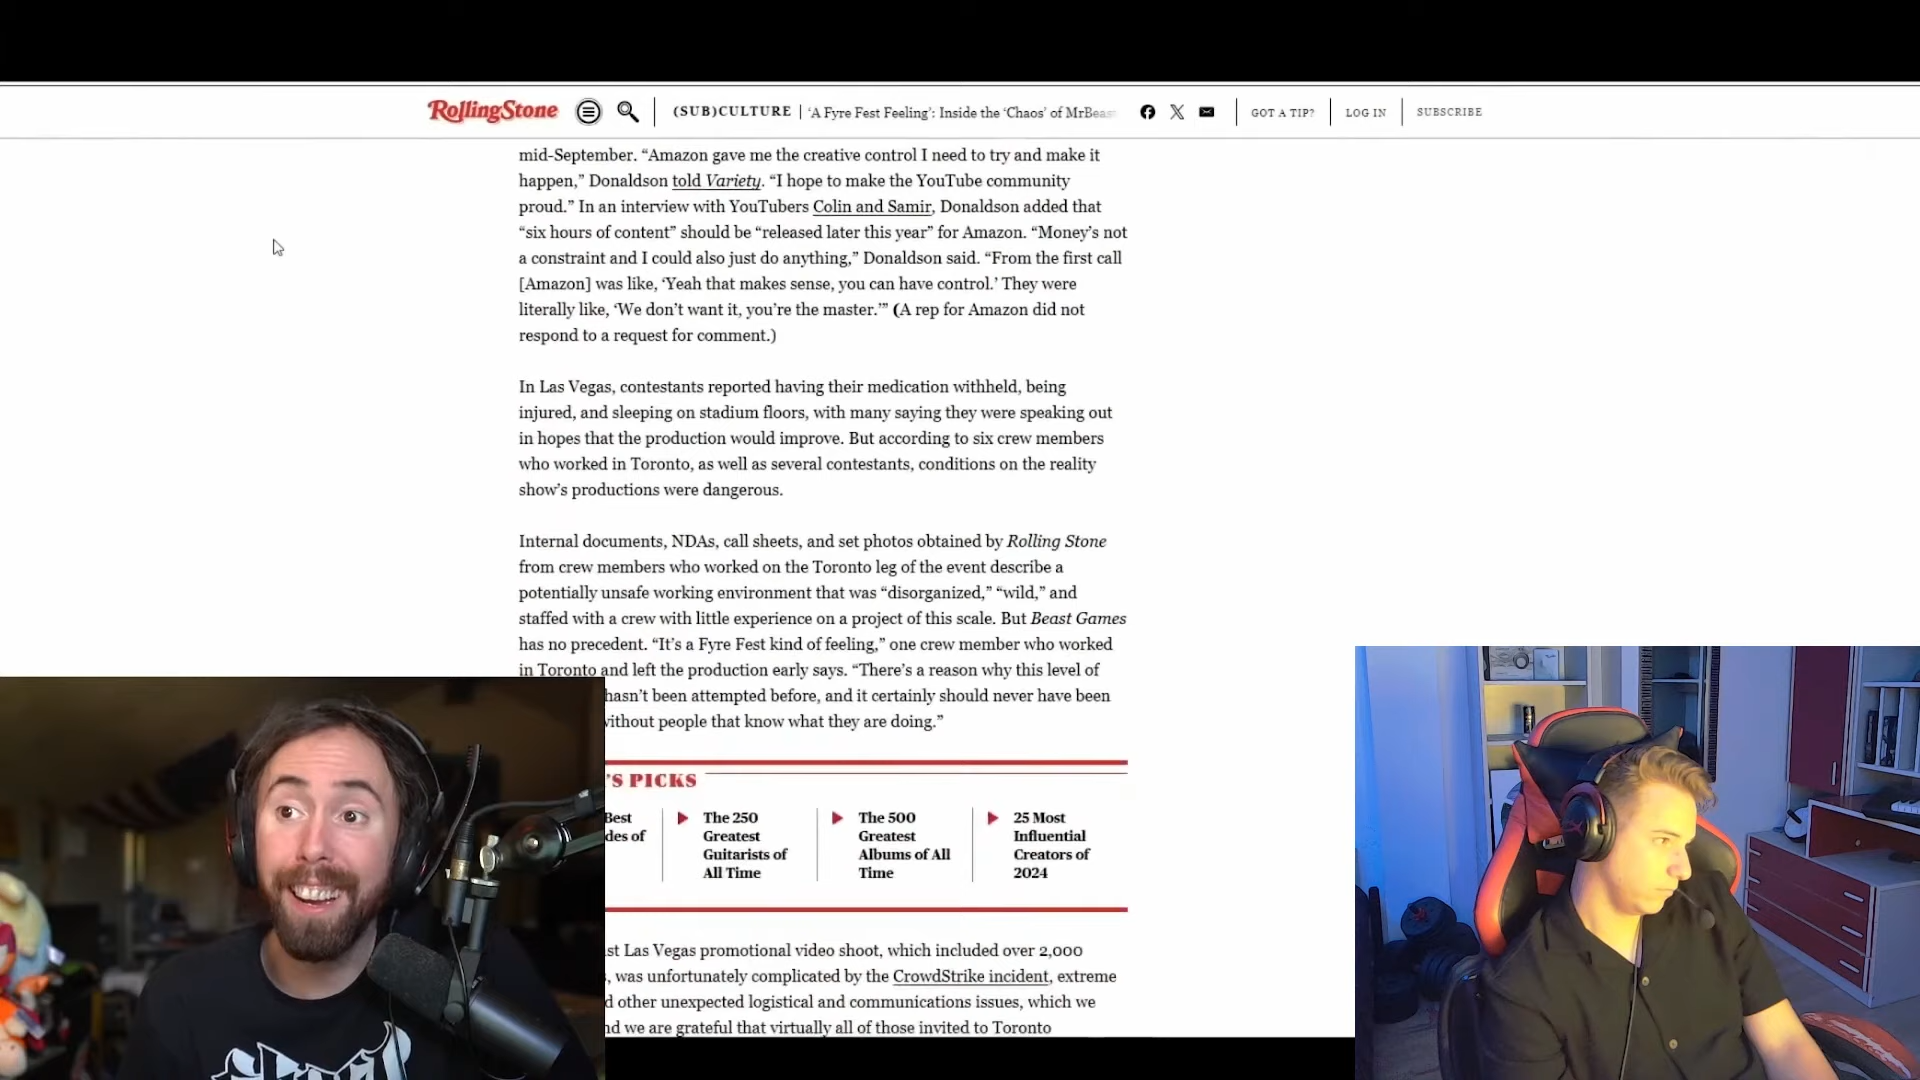 RollingStone
(SUB)CULTURE | 'A Fyre Fest Feeling': Inside the 'Chaos' of MrBeas
GOT A TIP?
LOG IN
SUBSCRIBE
mid-September. “Amazon gave me the creative control I need to try and make it
happen,” Donaldson told Variety. “I hope to make the YouTube community
proud.” In an interview with YouTubers Colin and Samir, Donaldson added that
“six hours of content” should be “released later this year” for Amazon. “Money’s not
a constraint and I could also just do anything,” Donaldson said. “From the first call
[Amazon] was like, ‘Yeah that makes sense, you can have control.’ They were
literally like, ‘We don’t want it, you’re the master.’” (A rep for Amazon did not
respond to a request for comment.)
In Las Vegas, contestants reported having their medication withheld, being
injured, and sleeping on stadium floors, with many saying they were speaking out
in hopes that the production would improve. But according to six crew members
who worked in Toronto, as well as several contestants, conditions on the reality
show’s productions were dangerous.
Internal documents, NDAs, call sheets, and set photos obtained by Rolling Stone
from crew members who worked on the Toronto leg of the event describe a
potentially unsafe working environment that was “disorganized,” “wild,” and
staffed with a crew with little experience on a project of this scale. But Beast Games
has no precedent. “It’s a Fyre Fest kind of feeling,” one crew member who worked
in Toronto and left the production early says. “There’s a reason why this level of
hasn’t been attempted before, and it certainly should never have been
without people that know what they are doing.”
’S PICKS
Best
des of
The 250
Greatest
Guitarists of
All Time
The 500
Greatest
Albums of All
Time
25 Most
Influential
Creators of
2024
st Las Vegas promotional video shoot, which included over 2,000
, was unfortunately complicated by the CrowdStrike incident, extreme
d other unexpected logistical and communications issues, which we
nd we are grateful that virtually all of those invited to Toronto